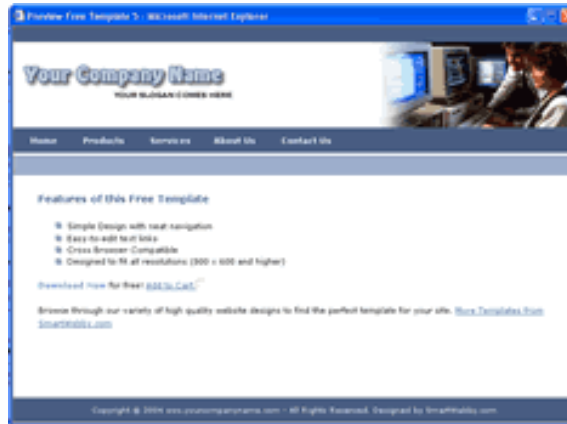 Preview Free Template 5 - Microsoft Internet Explorer
Your Company Name
YOUR SLOGAN COMES HERE
Home Products Services About Us Contact Us
Features of this Free Template
Simple Design with neat navigation
Easy-to-edit text links
Cross Browser Compatible
Designed to fit all resolutions (800 x 600 and higher)
Download Now for free! Add to Cart
Browse through our variety of high quality website designs to find the perfect template for your site. More Templates from
SmartWebby.com
Copyright @ 2004 www.yourcompanyname.com - All Rights Reserved. Designed by SmartWebby.com